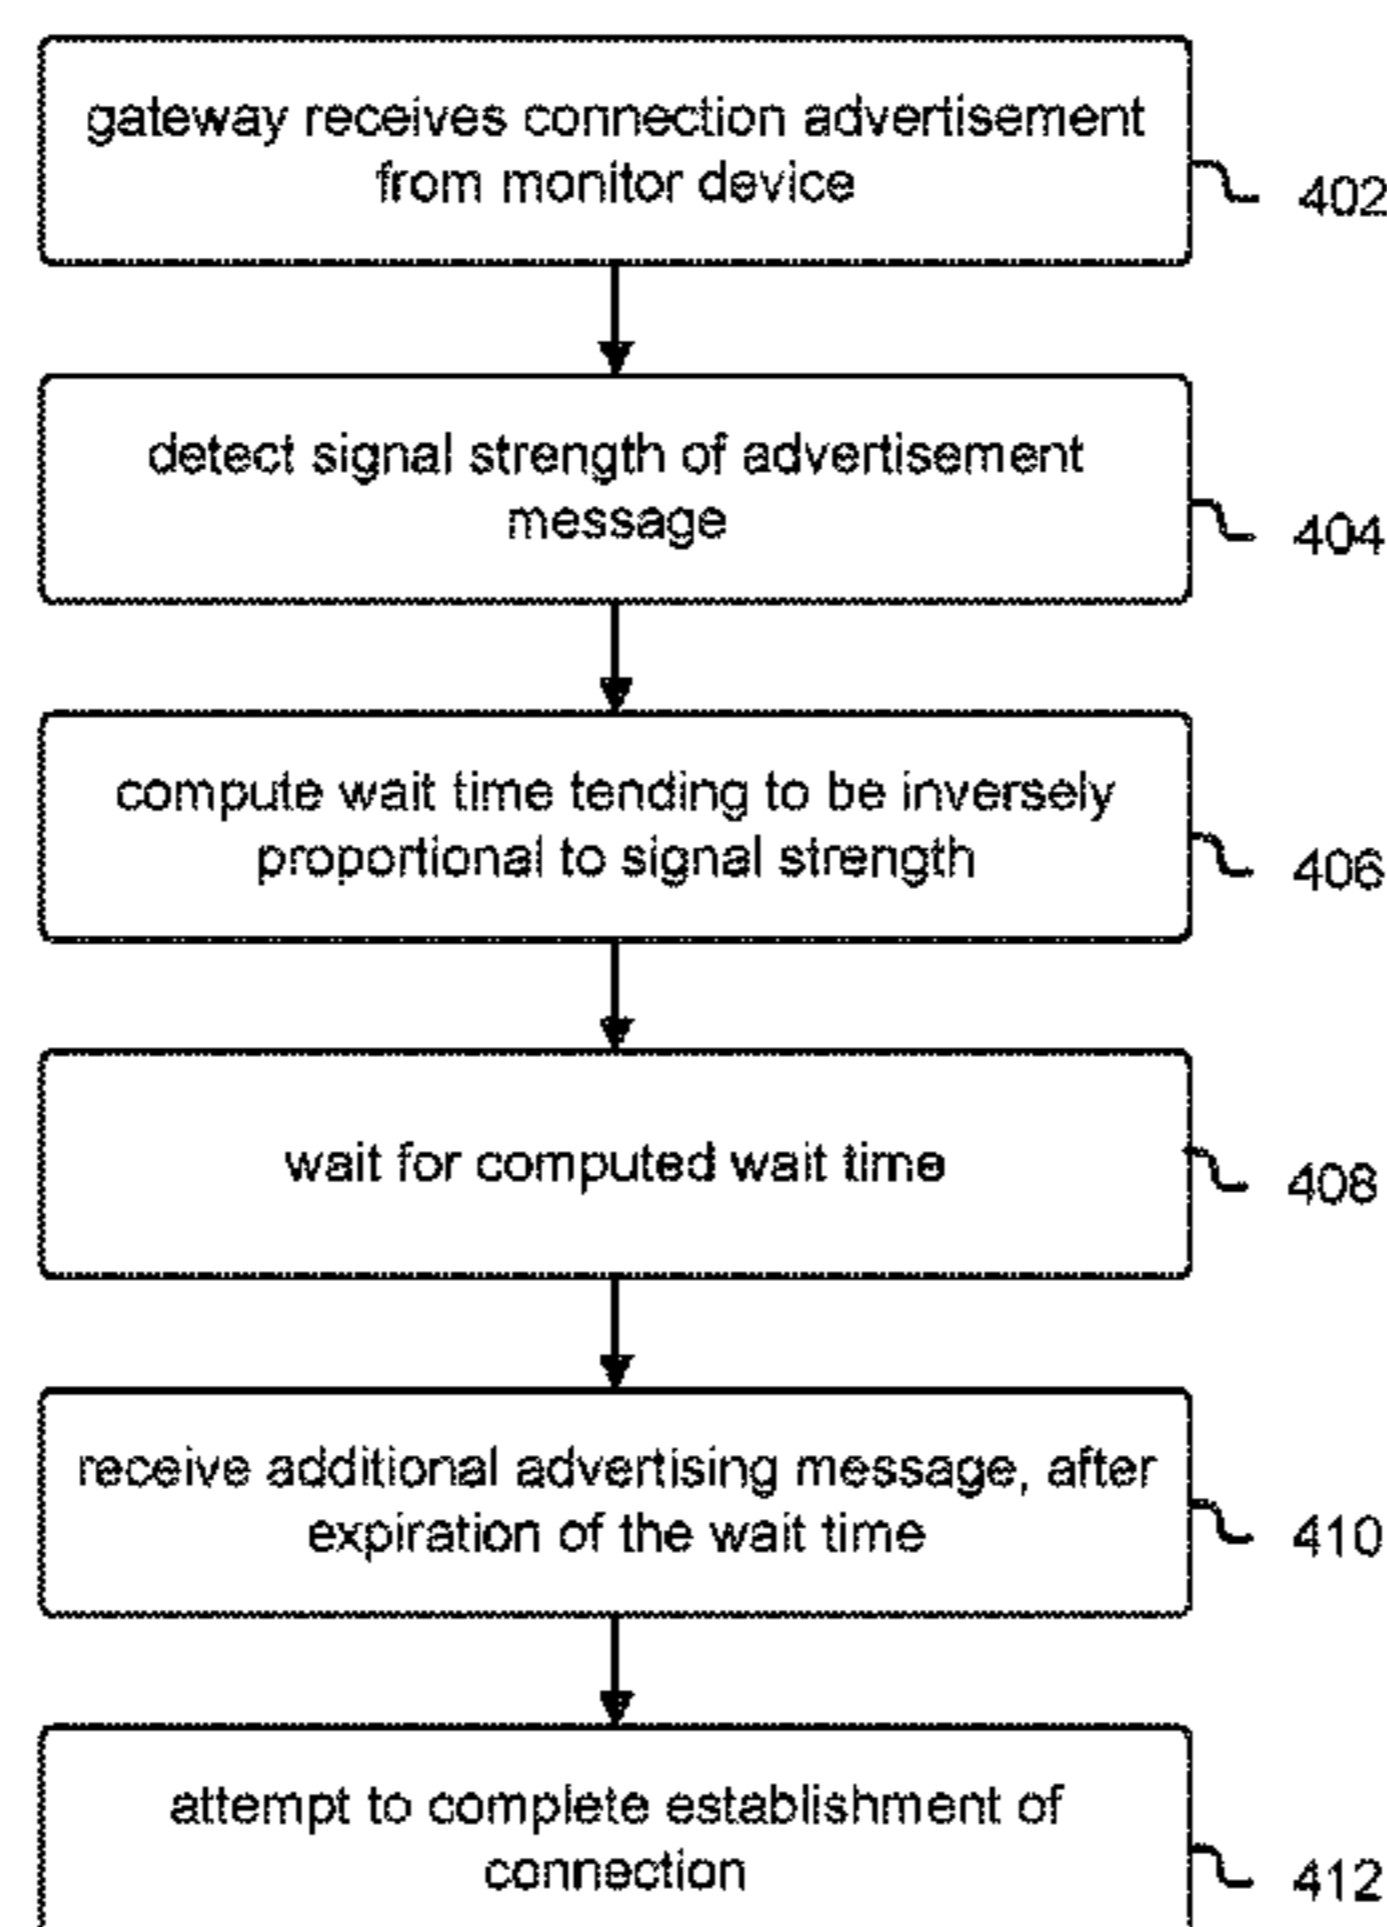 gateway receives connection advertisement
from monitor device
402
detect signal strength of advertisement
message
404
compute wait time tending to be inversely
proportional to signal strength
406
wait for computed wait time
408
receive additional advertising message, after
expiration of the wait time
410
attempt to complete establishment of
connection
412